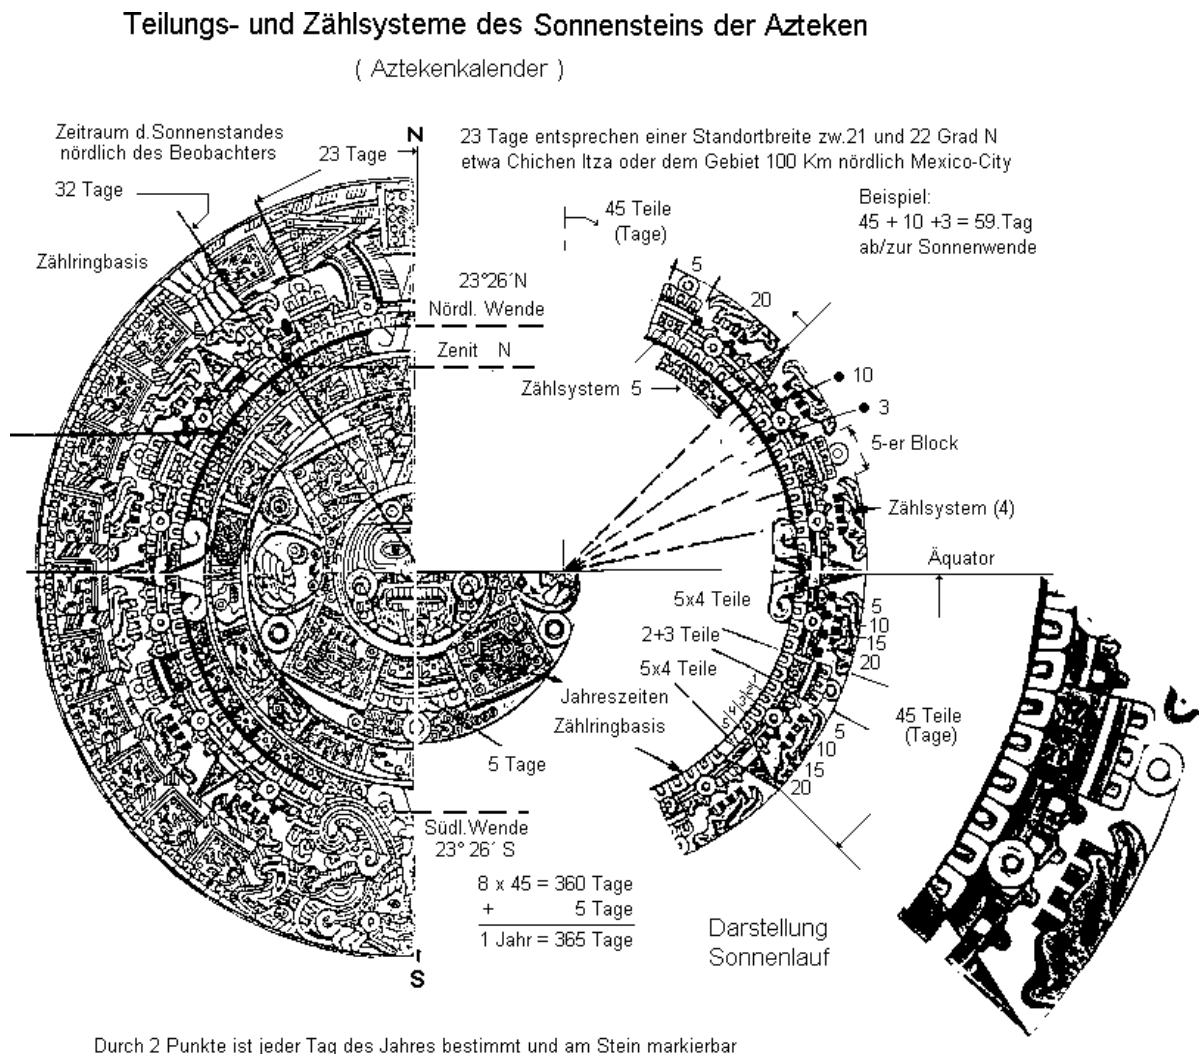 Teilungs- und Zählsysteme des Sonnensteins der Azteken
( Aztekenkalender )
Zeitraum d.Sonnenstandes
nördlich des Beobachters
23 Tage
32 Tage
Zählringbasis
N
23 Tage entsprechen einer Standortbreite zw.21 und 22 Grad N
etwa Chichen Itza oder dem Gebiet 100 Km nördlich Mexico-City
45 Teile
(Tage)
Beispiel:
45 + 10 +3 = 59.Tag
ab/zur Sonnenwende
23°26´N
Nördl. Wende
Zenit N
Zählsystem 5
5
20
10
3
5-er Block
Zählsystem (4)
Äquator
5x4 Teile
2+3 Teile
5x4 Teile
5
10
15
20
Jahreszeiten
Zählringbasis
45 Teile
(Tage)
5
10
15
20
5 Tage
Südl.Wende
23° 26´ S
8 x 45 = 360 Tage
+ 5 Tage
1 Jahr = 365 Tage
S
Darstellung
Sonnenlauf
Durch 2 Punkte ist jeder Tag des Jahres bestimmt und am Stein markierbar